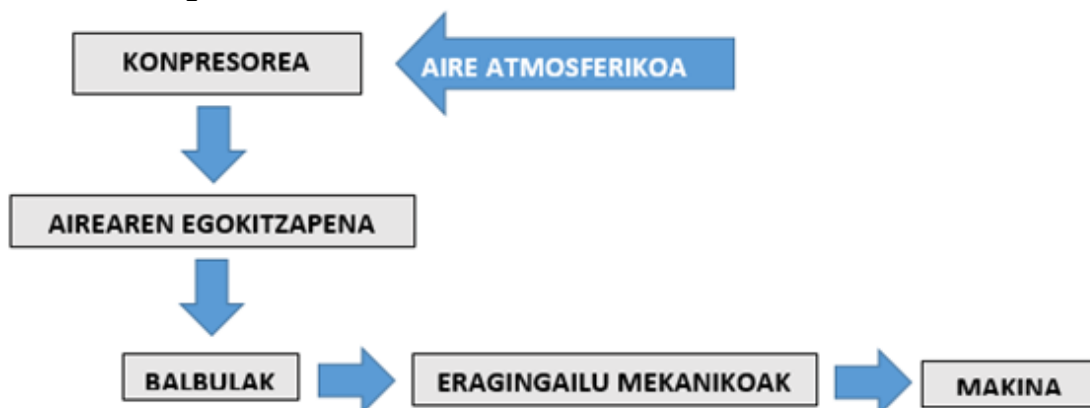 KONPRESOREA
AIRE ATMOSFERIKOA
AIREAREN EGOKITZAPENA
BALBULAK
ERAGINGAILU MEKANIKOAK
MAKINA